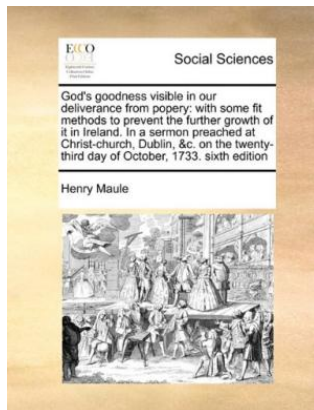 ECCO
Social Sciences
God's goodness visible in our
deliverance from popery: with some fit
methods to prevent the further growth of
it in Ireland. In a sermon preached at
Christ-church, Dublin, &c. on the twenty-
third day of October, 1733. sixth edition
Henry Maule